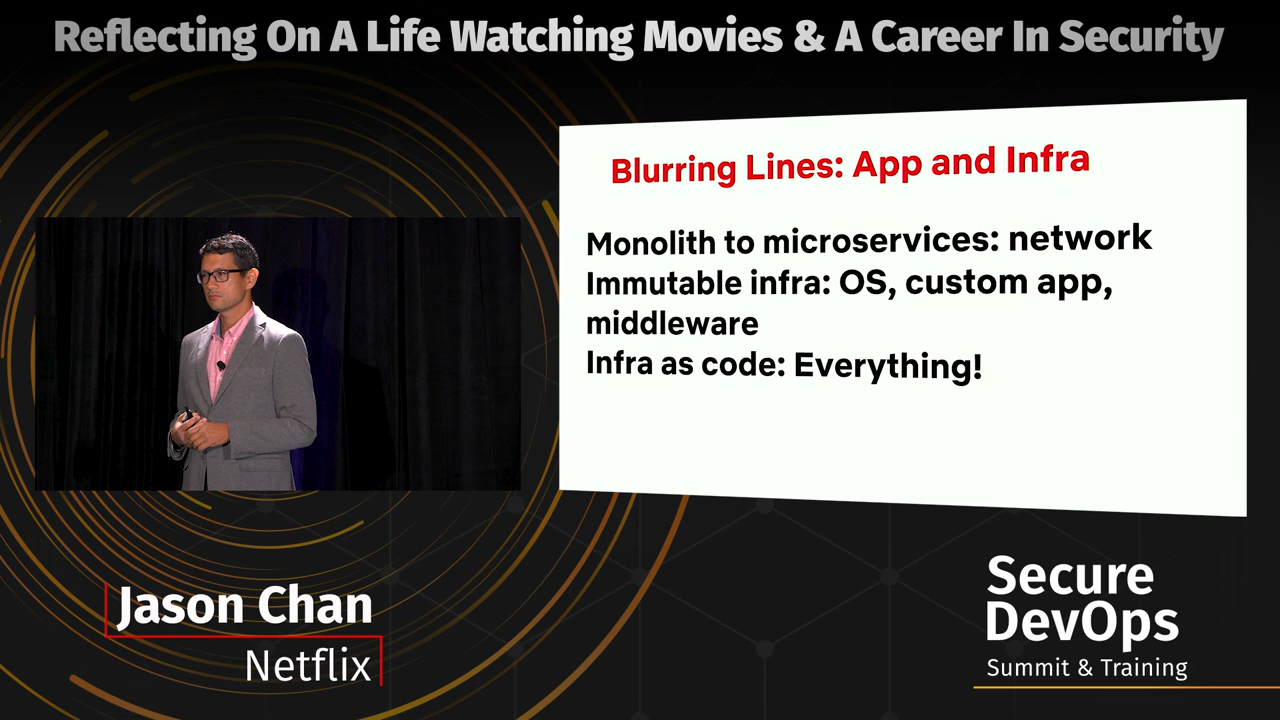 Reflecting On A Life Watching Movies & A Career In Security
Blurring Lines: App and Infra
Monolith to microservices: network
Immutable infra: OS, custom app,
middleware
Infra as code: Everything!
Jason Chan
Netflix
Secure
DevOps
Summit & Training